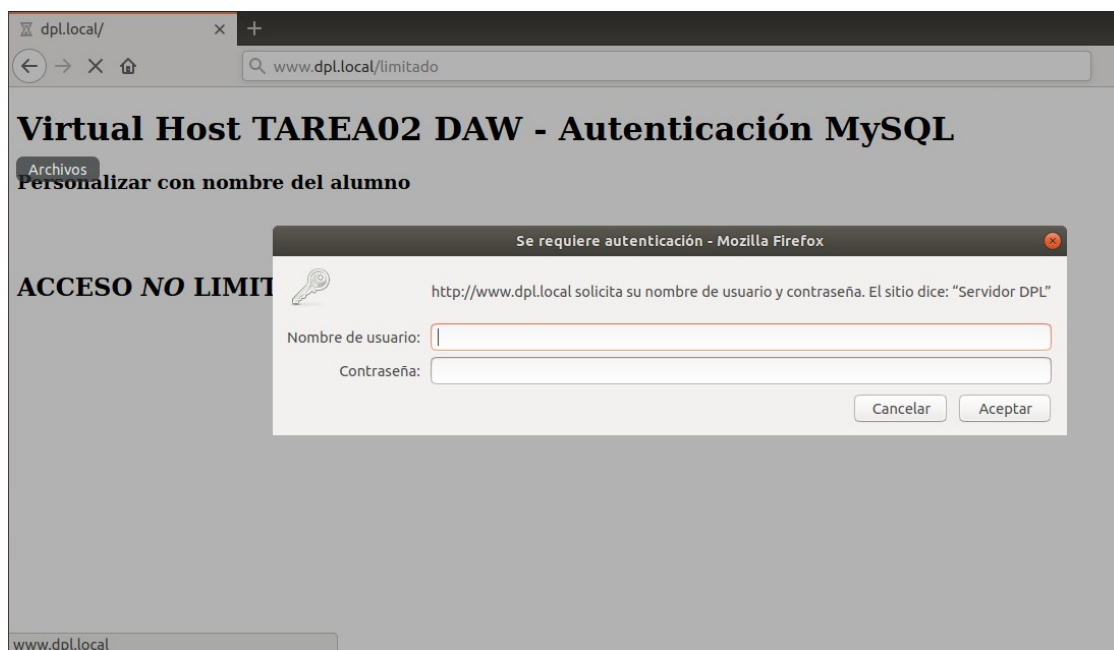 dpl.local/
www.dpl.local/limitado
Virtual Host TAREA02 DAW - Autenticación MySQL
Archivos
Personalizar con nombre del alumno
Se requiere autenticación - Mozilla Firefox
ACCESO NO LIMIT
http://www.dpl.local solicita su nombre de usuario y contraseña. El sitio dice: “Servidor DPL”
Nombre de usuario:
Contraseña:
Cancelar Aceptar
www.dpl.local